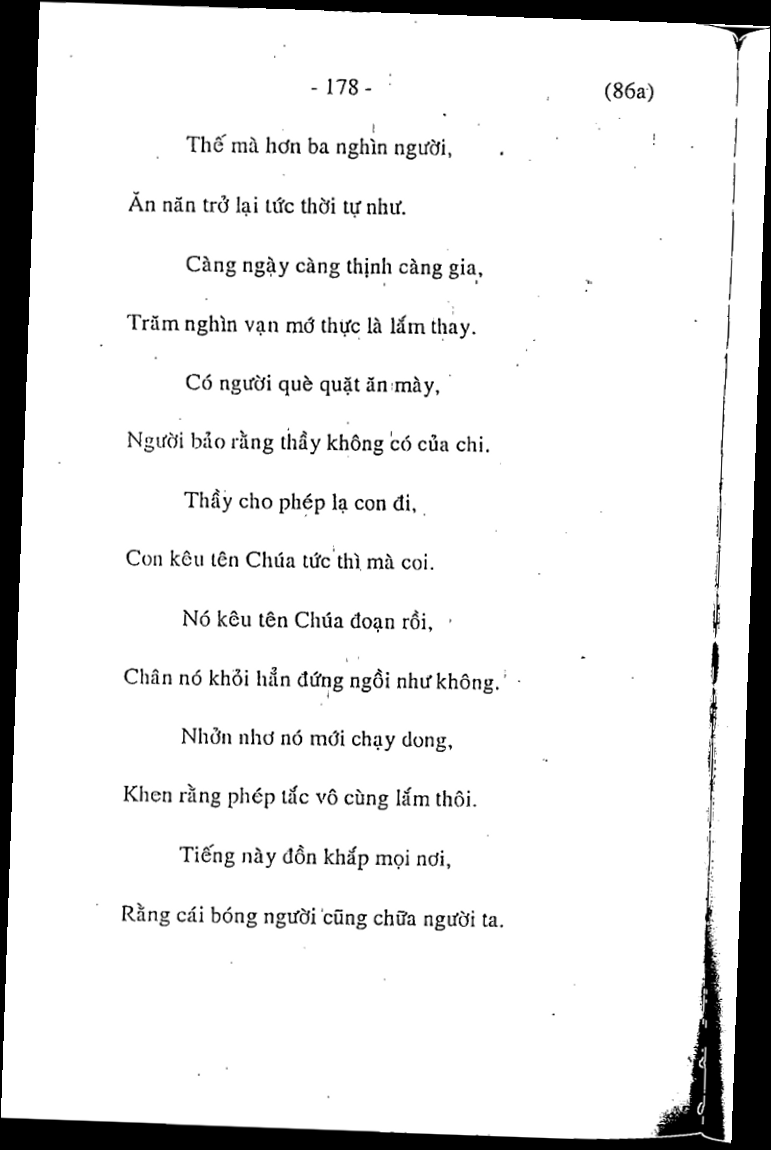 - 178 - (86a)
Thế mà hơn ba nghìn người,
Ăn năn trở lại tức thời tự như.
Càng ngày càng thịnh càng gia,
Trăm nghìn vạn mớ thực là lắm thay.
Có người què quặt ăn mày,
Người bảo rằng thầy không có của chi.
Thầy cho phép lạ con đi,
Con kêu tên Chúa tức thì mà coi.
Nó kêu tên Chúa đoạn rồi,
Chân nó khỏi hẳn đứng ngồi như không.
Nhởn nhơ nó mới chạy dong,
Khen rằng phép tắc vô cùng lắm thôi.
Tiếng này đồn khắp mọi nơi,
Rằng cái bóng người cũng chữa người ta.